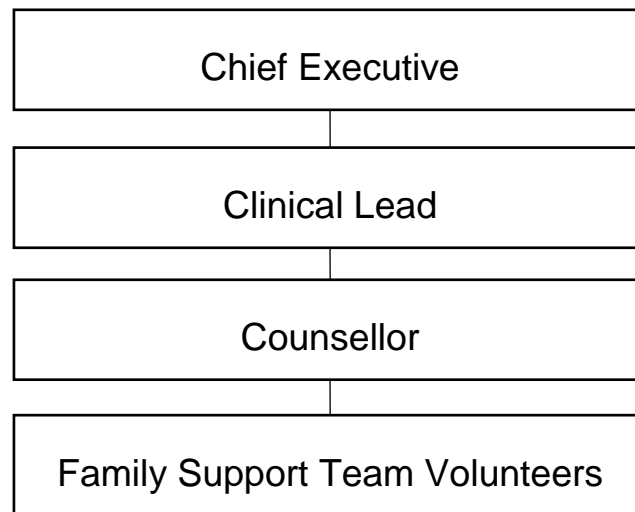 Chief Executive
Clinical Lead
Counsellor
Family Support Team Volunteers